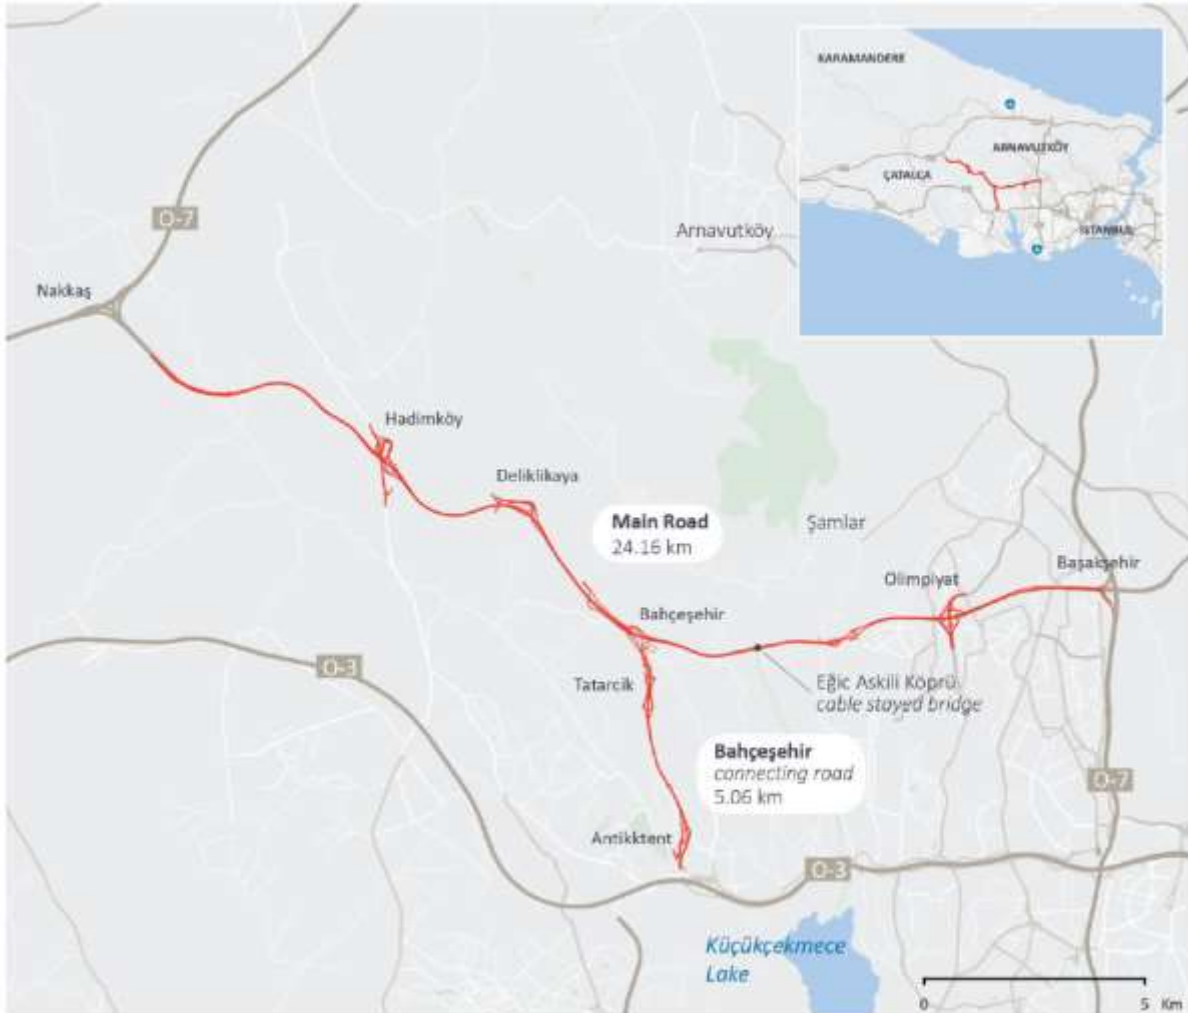 KARAMANDERE
ARNAVUTKÖY
ÇATALCA
İSTANBUL
O-7
Arnavutköy
Nakkaş
Hadimköy
Deliklikaya
Main Road
24.16 km
Şamlar
Olimpiyat
Başakşehir
Bahçeşehir
O-3
Tatarcik
Eğic Askili Köprü
cable stayed bridge
Bahçeşehir
connecting road
5.06 km
O-7
Antikktent
O-3
Küçükçekmece
Lake
0
5 Km